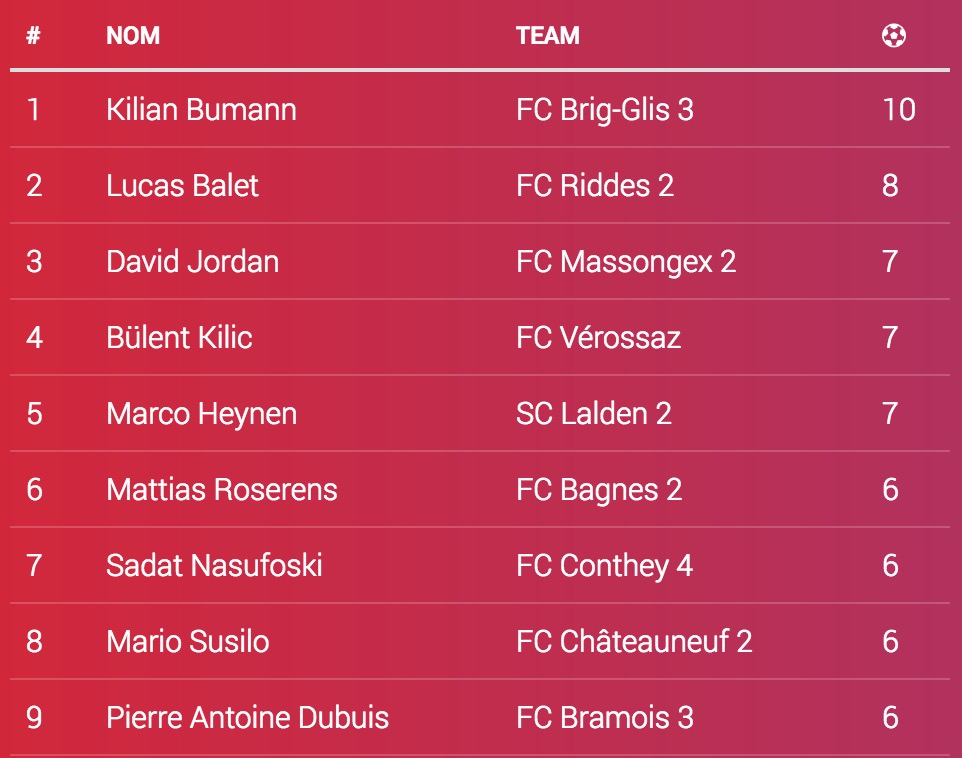 # NOM TEAM
1 Kilian Bumann FC Brig-Glis 3 10
2 Lucas Balet FC Riddes 2 8
3 David Jordan FC Massongex 2 7
4 Bülent Kilic FC Vérossaz 7
5 Marco Heynen SC Lalden 2 7
6 Mattias Roserens FC Bagnes 2 6
7 Sadat Nasufoski FC Conthey 4 6
8 Mario Susilo FC Châteauneuf 2 6
9 Pierre Antoine Dubuis FC Bramois 3 6